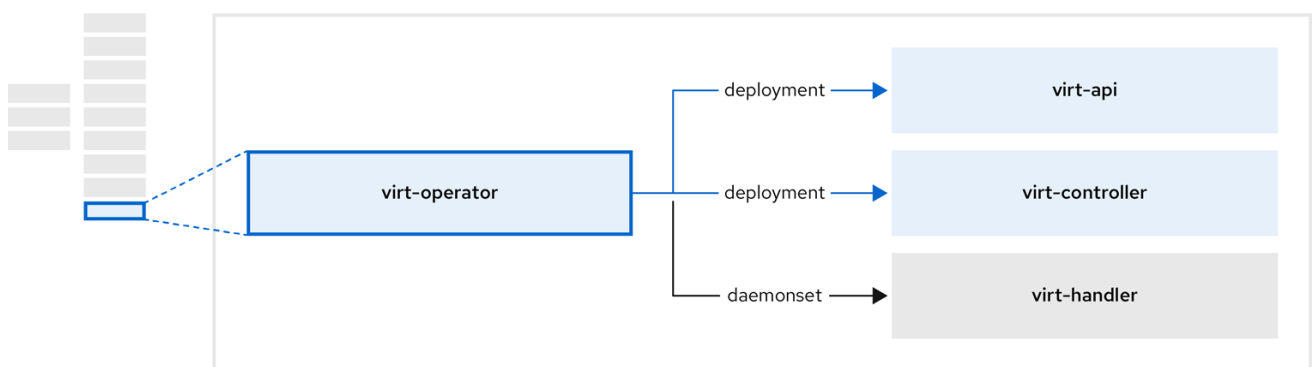 deployment
virt-api
virt-operator
deployment
virt-controller
daemonset
virt-handler